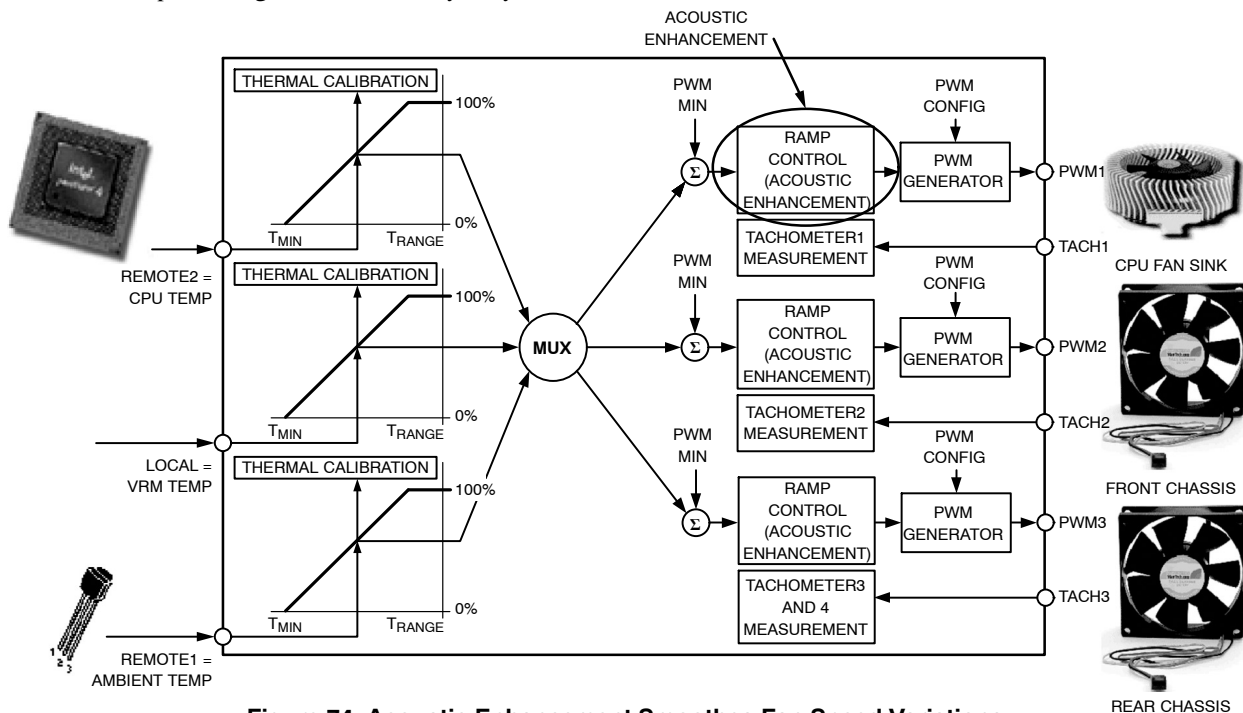 ACOUSTIC
ENHANCEMENT
THERMAL CALIBRATION
100%
0%
TMIN
TRANGE
REMOTE2 =
CPU TEMP
THERMAL CALIBRATION
100%
0%
TMIN
TRANGE
LOCAL =
VRM TEMP
THERMAL CALIBRATION
100%
0%
TMIN
TRANGE
REMOTE1 =
AMBIENT TEMP
1
2
3
MUX
PWM
MIN
Σ
RAMP
CONTROL
(ACOUSTIC
ENHANCEMENT)
PWM
CONFIG
PWM
GENERATOR
PWM1
TACHOMETER1
MEASUREMENT
TACH1
CPU FAN SINK
PWM
MIN
Σ
RAMP
CONTROL
(ACOUSTIC
ENHANCEMENT)
PWM
CONFIG
PWM
GENERATOR
PWM2
TACHOMETER2
MEASUREMENT
TACH2
FRONT CHASSIS
PWM
MIN
Σ
RAMP
CONTROL
(ACOUSTIC
ENHANCEMENT)
PWM
CONFIG
PWM
GENERATOR
PWM3
TACHOMETER3
AND 4
MEASUREMENT
TACH3
REAR CHASSIS